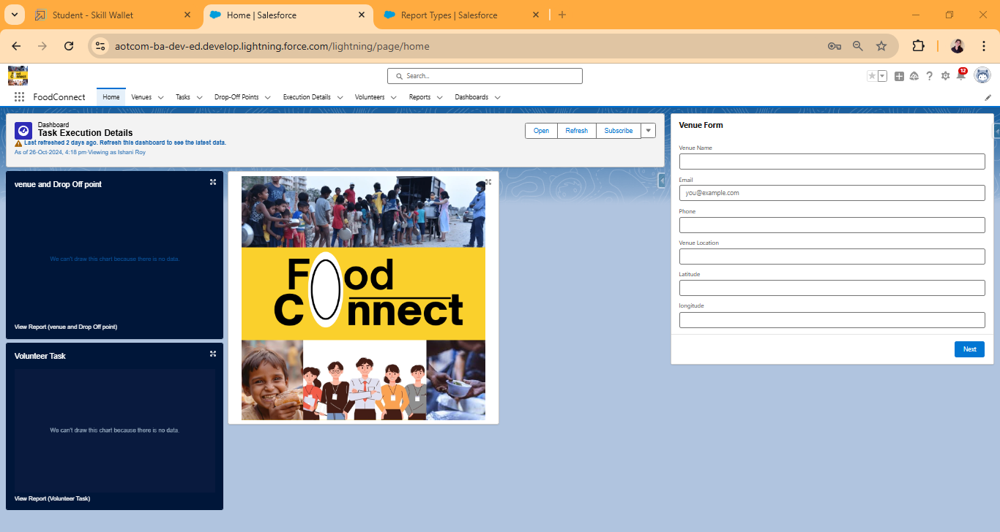 Student - Skill Wallet
Home | Salesforce
Report Types | Salesforce
aotcom-ba-dev-ed.develop.lightning.force.com/lightning/page/home
Search...
12
FoodConnect
Home
Venues
Tasks
Drop-Off Points
Execution Details
Volunteers
Reports
Dashboards
Dashboard
Task Execution Details
Last refreshed 2 days ago. Refresh this dashboard to see the latest data.
As of 26-Oct-2024, 4:18 pm·Viewing as Ishani Roy
Open
Refresh
Subscribe
venue and Drop Off point
We can't draw this chart because there is no data.
View Report (venue and Drop Off point)
Volunteer Task
We can't draw this chart because there is no data.
View Report (Volunteer Task)
Food
Connect
Venue Form
Venue Name
Email
you@example.com
Phone
Venue Location
Latitude
longitude
Next